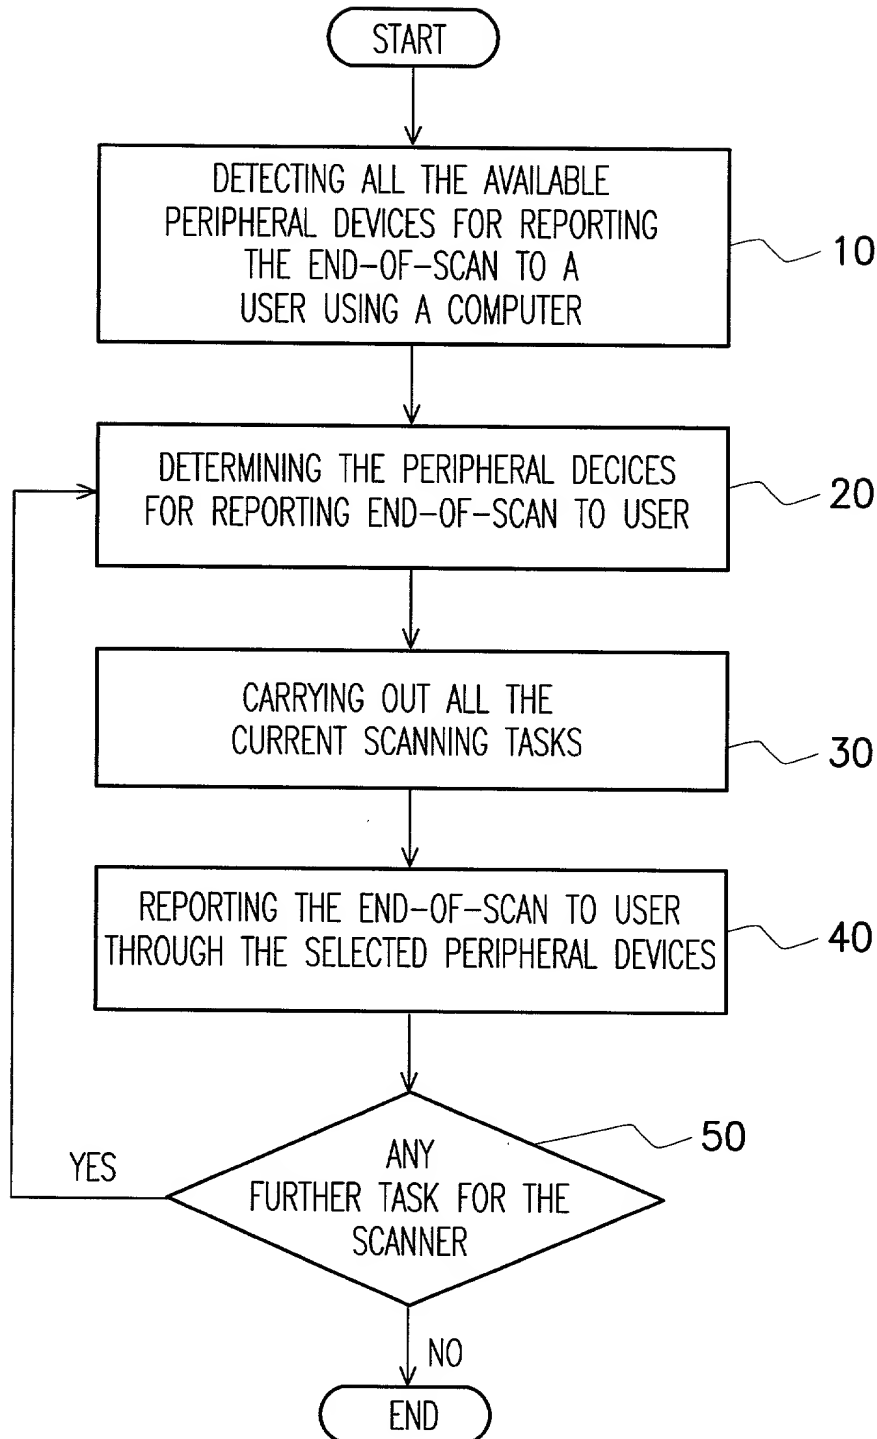 START
DETECTING ALL THE AVAILABLE
PERIPHERAL DEVICES FOR REPORTING
THE END-OF-SCAN TO A
USER USING A COMPUTER
10
DETERMINING THE PERIPHERAL DECICES
FOR REPORTING END-OF-SCAN TO USER
20
CARRYING OUT ALL THE
CURRENT SCANNING TASKS
30
REPORTING THE END-OF-SCAN TO USER
THROUGH THE SELECTED PERIPHERAL DEVICES
40
50
ANY
FURTHER TASK FOR THE
SCANNER
YES
NO
END